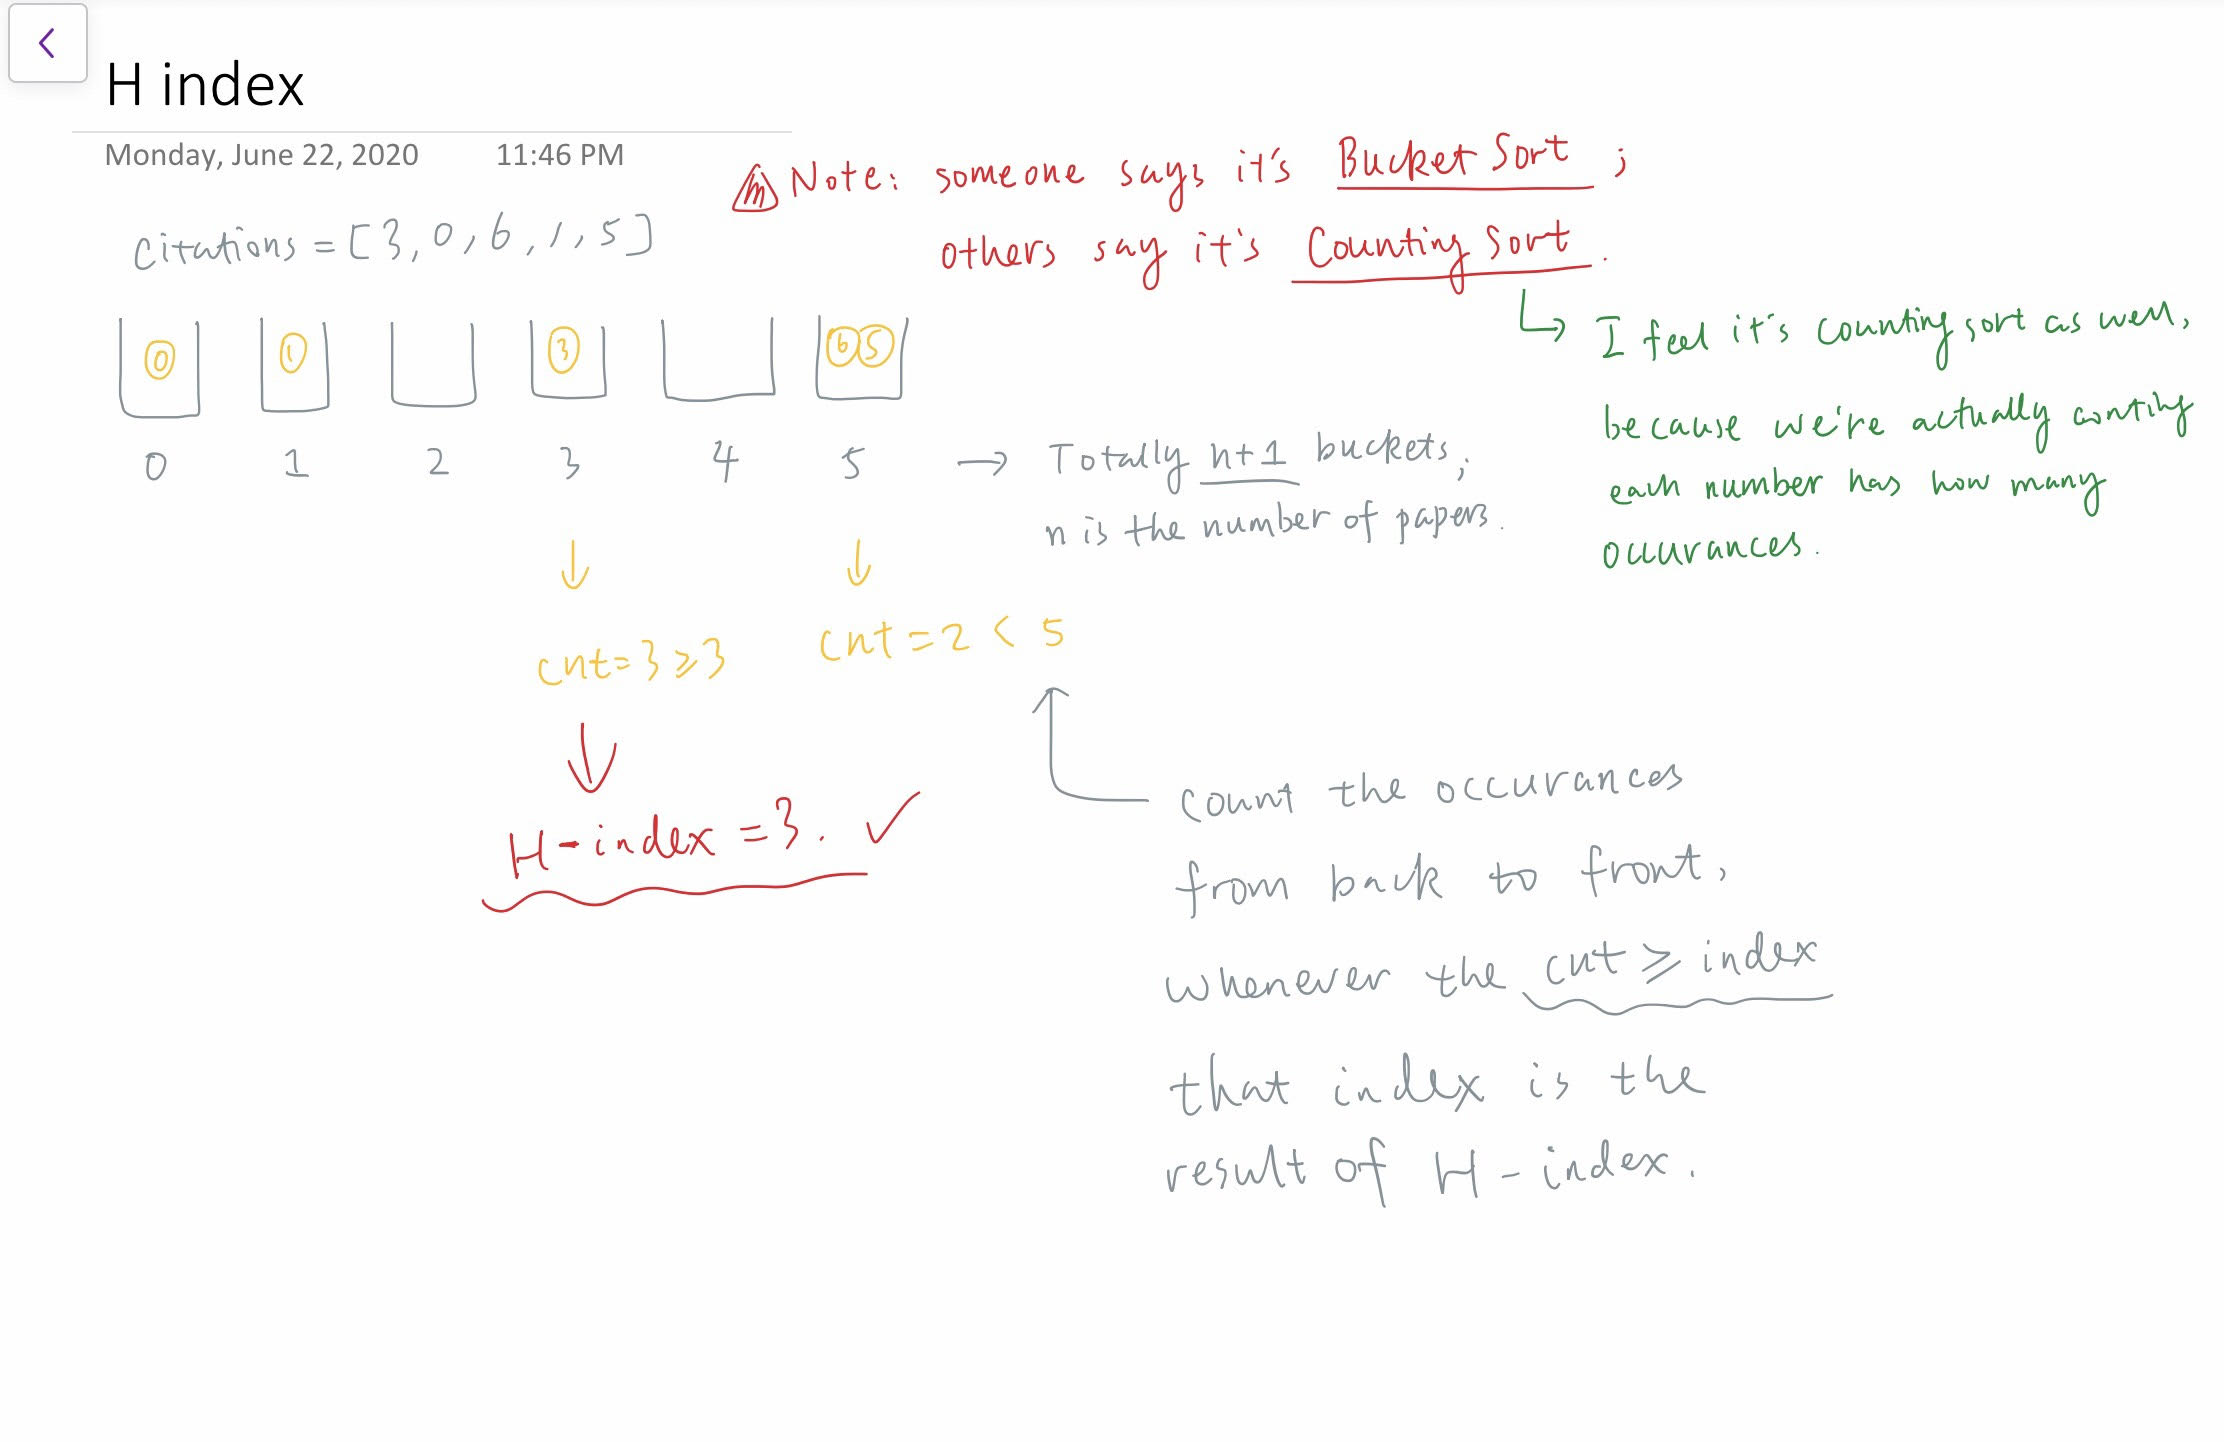 H index
Monday, June 22, 2020 11:46 PM
Note: someone says it's Bucket Sort;
others say it's Counting Sort.
Citations = [3, 0, 6, 1, 5]
I feel it's counting sort as well,
because we're actually conting
each number has how many
occurances.
0 1 3 6 5
0 1 2 3 4 5 → Totally n+1 buckets;
n is the number of papers.
cnt=3≥3 cnt=2 < 5
H-index =3. ✓
count the occurances
from back to front,
whenever the cnt ≥ index
that index is the
result of H-index.